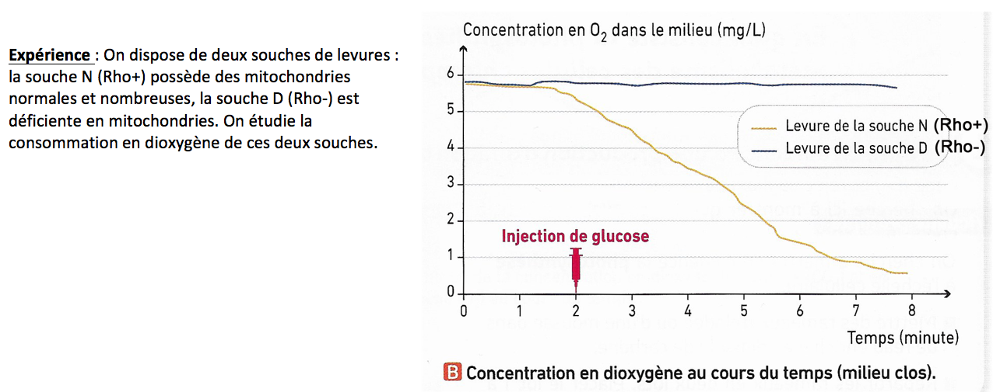 Expérience : On dispose de deux souches de levures :
la souche N (Rho+) possède des mitochondries
normales et nombreuses, la souche D (Rho-) est
déficiente en mitochondries. On étudie la
consommation en dioxygène de ces deux souches.
Concentration en O₂ dans le milieu (mg/L)
6
5
4
3
2
1
0
Levure de la souche N (Rho+)
Levure de la souche D (Rho-)
Injection de glucose
0 1 2 3 4 5 6 7 8
Temps (minute)
B Concentration en dioxygène au cours du temps (milieu clos).